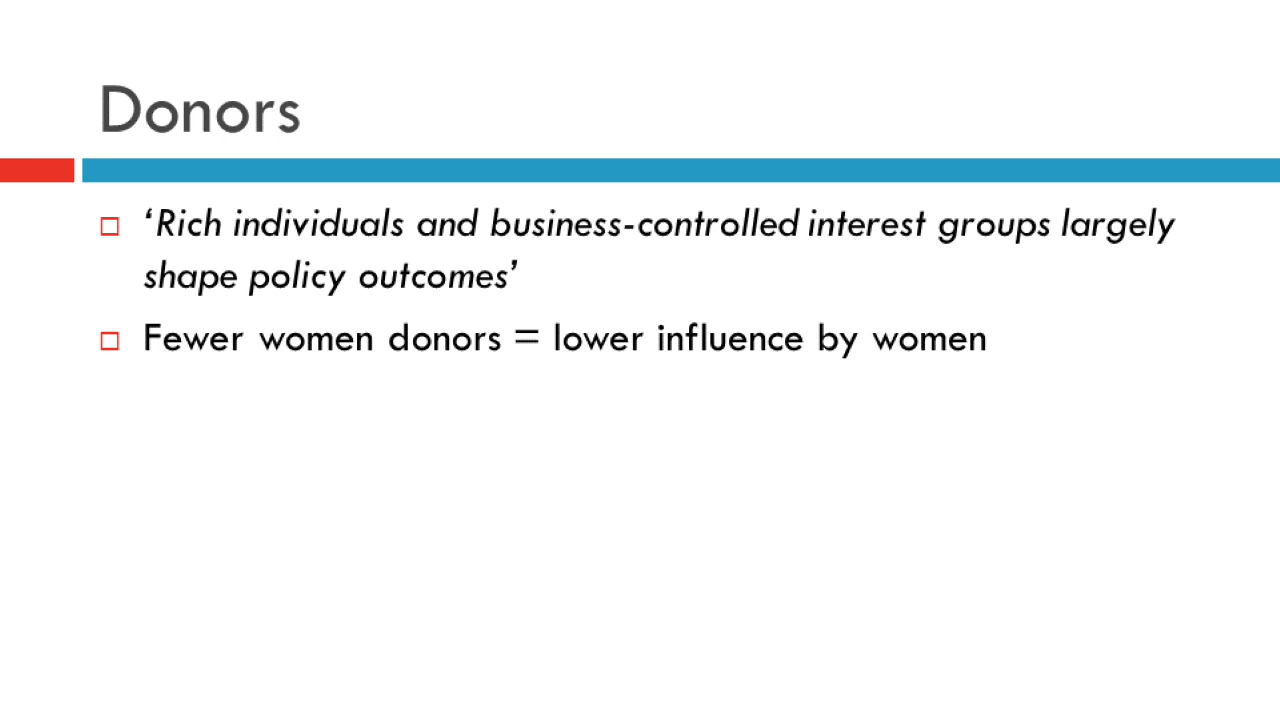 Donors
‘Rich individuals and business-controlled interest groups largely
shape policy outcomes’
Fewer women donors = lower influence by women